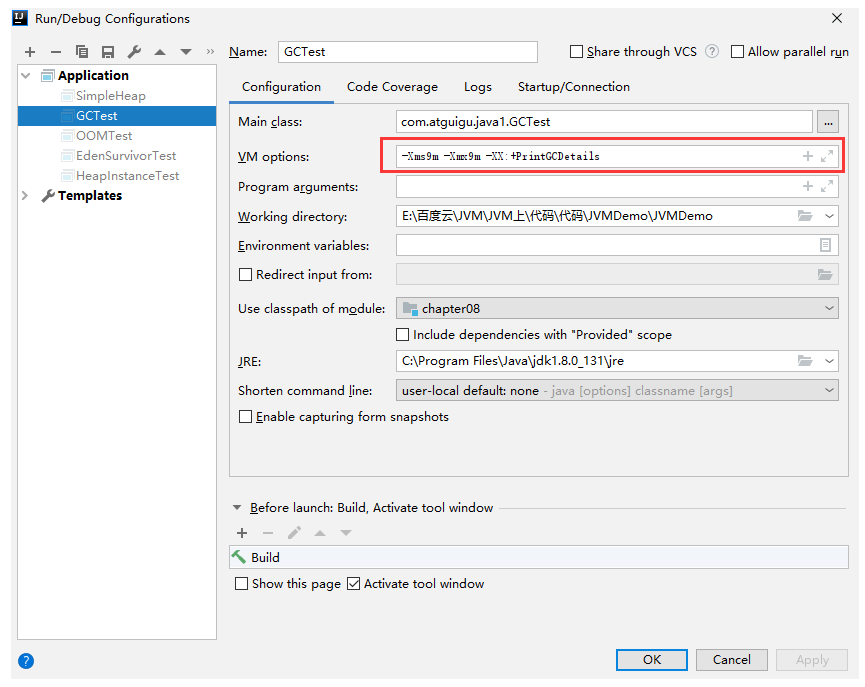 Run/Debug Configurations
Name: GCTest Share through VCS ? Allow parallel run
Application
SimpleHeap
GCTest
OOMTest
EdenSurvivorTest
HeapInstanceTest
Templates
Configuration Code Coverage Logs Startup/Connection
Main class: com.atguigu.java1.GCTest ...
VM options: -Xms9m -Xmx9m -XX:+PrintGCDetails
Program arguments:
Working directory: E:\百度云\JVM\JVM上\代码\代码\JVMDemo\JVMDemo
Environment variables:
Redirect input from:
Use classpath of module: chapter08
Include dependencies with "Provided" scope
JRE: C:\Program Files\Java\jdk1.8.0_131\jre
Shorten command line: user-local default: none - java [options] classname [args]
Enable capturing form snapshots
Before launch: Build, Activate tool window
Build
Show this page Activate tool window
? OK Cancel Apply